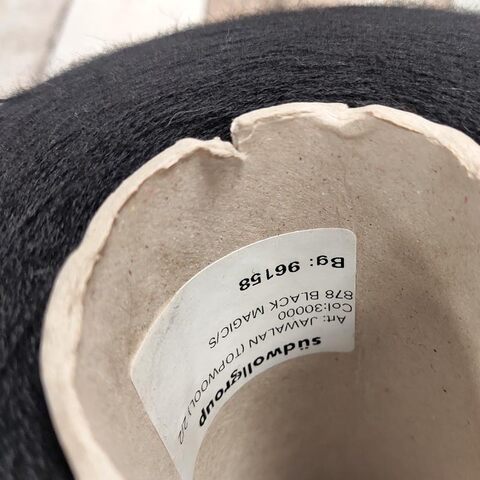 südwollgroup
Art: JAWALAN (TOPWOOL) 2/2
Col:30000
878 BLACK MAGIC/S
Bg: 96158